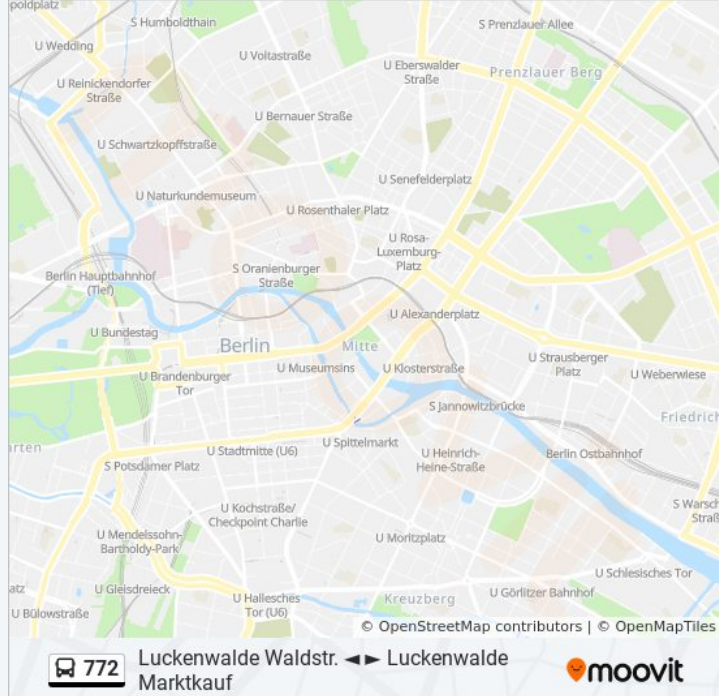 poldplatz
S Humboldthain
S Prenzlauer Allee
U Wedding
U Voltastraße
U Eberswalder
Straße
Prenzlauer Berg
U Reinickendorfer
Straße
U Bernauer Straße
U Schwartzkopffstraße
U Senefelderplatz
U Naturkundemuseum
U Rosenthaler Platz
U Rosa-
Luxemburg-
Platz
S Oranienburger
Straße
Berlin Hauptbahnhof
(Tief)
U Alexanderplatz
U Bundestag
Berlin
Mitte
U Strausberger
Platz
U Museumsins
U Klosterstraße
U Weberwiese
U Brandenburger
Tor
S Jannowitzbrücke
Friedrich
arten
U Spittelmarkt
U Stadtmitte (U6)
U Heinrich-
Heine-Straße
Berlin Ostbahnhof
S Potsdamer Platz
S Warsch
Straß
U Kochstraße/
Checkpoint Charlie
U Mendelssohn-
Bartholdy-Park
U Moritzplatz
U Schlesisches Tor
atz
U Gleisdreieck
U Görlitzer Bahnhof
U Hallesches
Tor (U6)
Kreuzberg
U Bülowstraße
© OpenStreetMap contributors | © OpenMapTiles
772
Luckenwalde Waldstr. ◄► Luckenwalde
Marktkauf
moovit